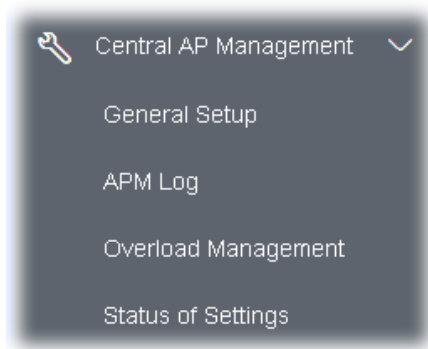 Central AP Management
General Setup
APM Log
Overload Management
Status of Settings